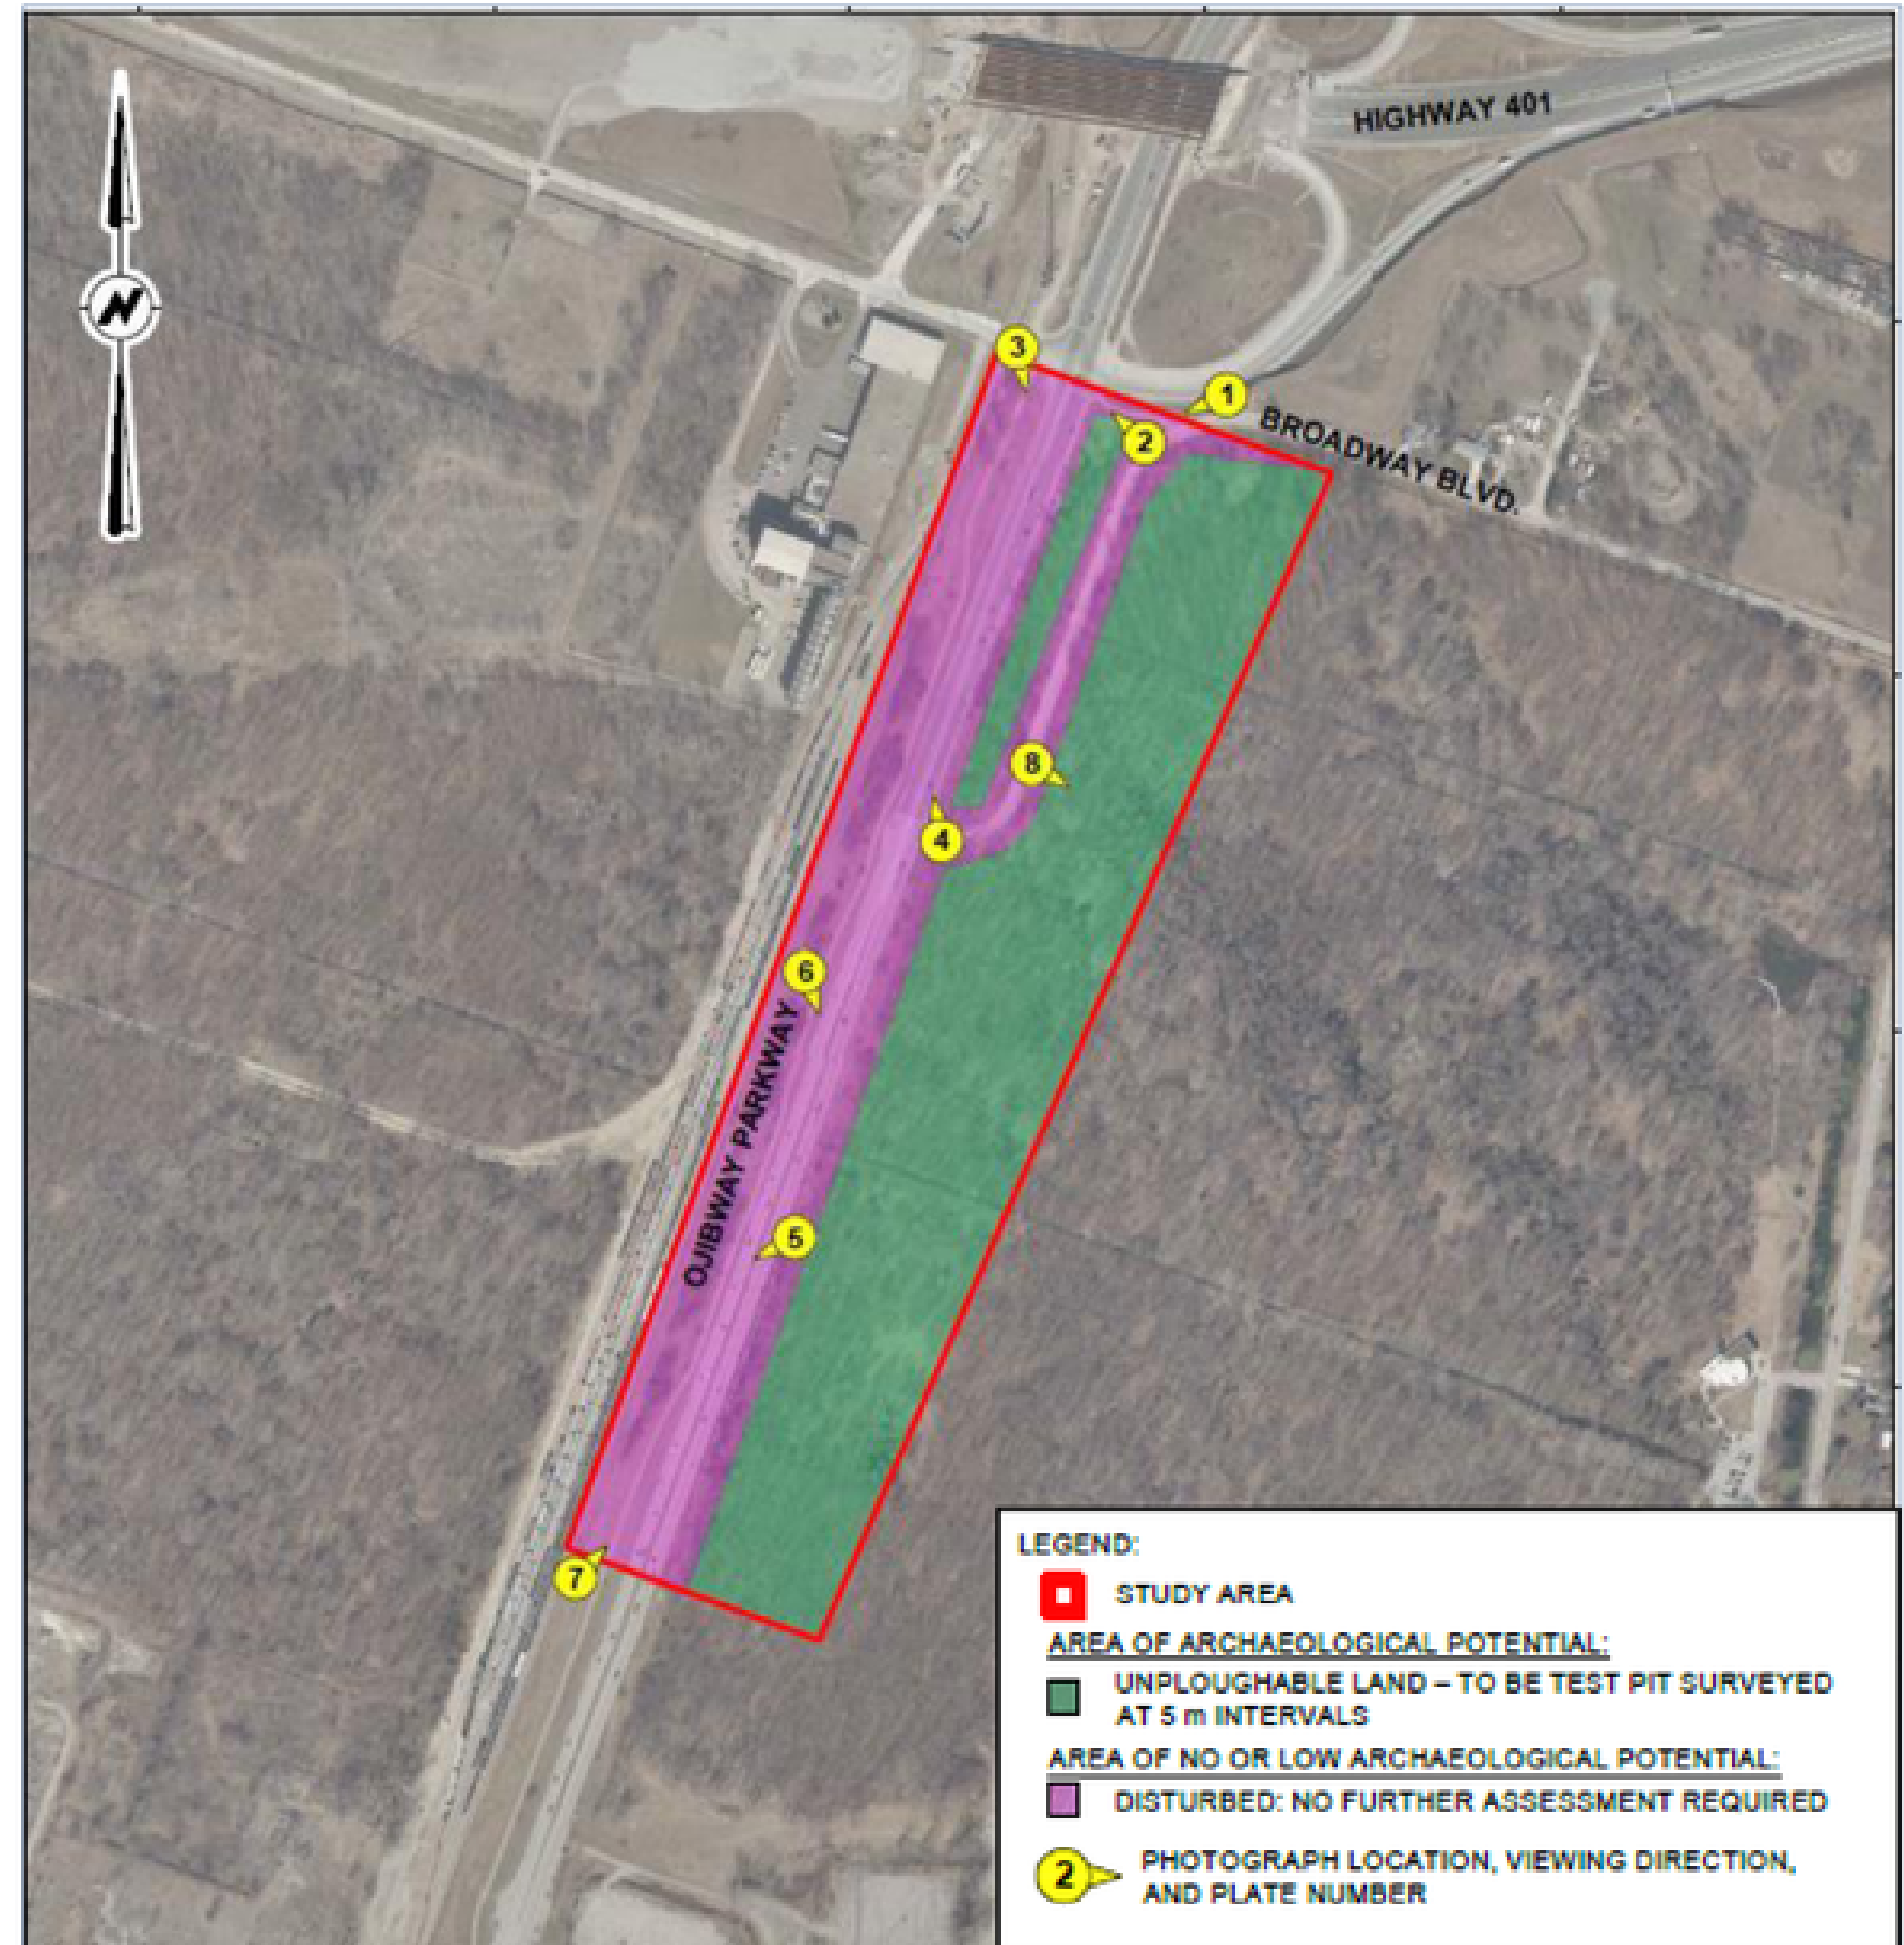 N
HIGHWAY 401
3
1
BROADWAY BLVD.
2
8
4
6
OJIBWAY PARKWAY
5
7
LEGEND:
STUDY AREA
AREA OF ARCHAEOLOGICAL POTENTIAL:
UNPLOUGHABLE LAND – TO BE TEST PIT SURVEYED
AT 5 m INTERVALS
AREA OF NO OR LOW ARCHAEOLOGICAL POTENTIAL:
DISTURBED: NO FURTHER ASSESSMENT REQUIRED
2
PHOTOGRAPH LOCATION, VIEWING DIRECTION,
AND PLATE NUMBER